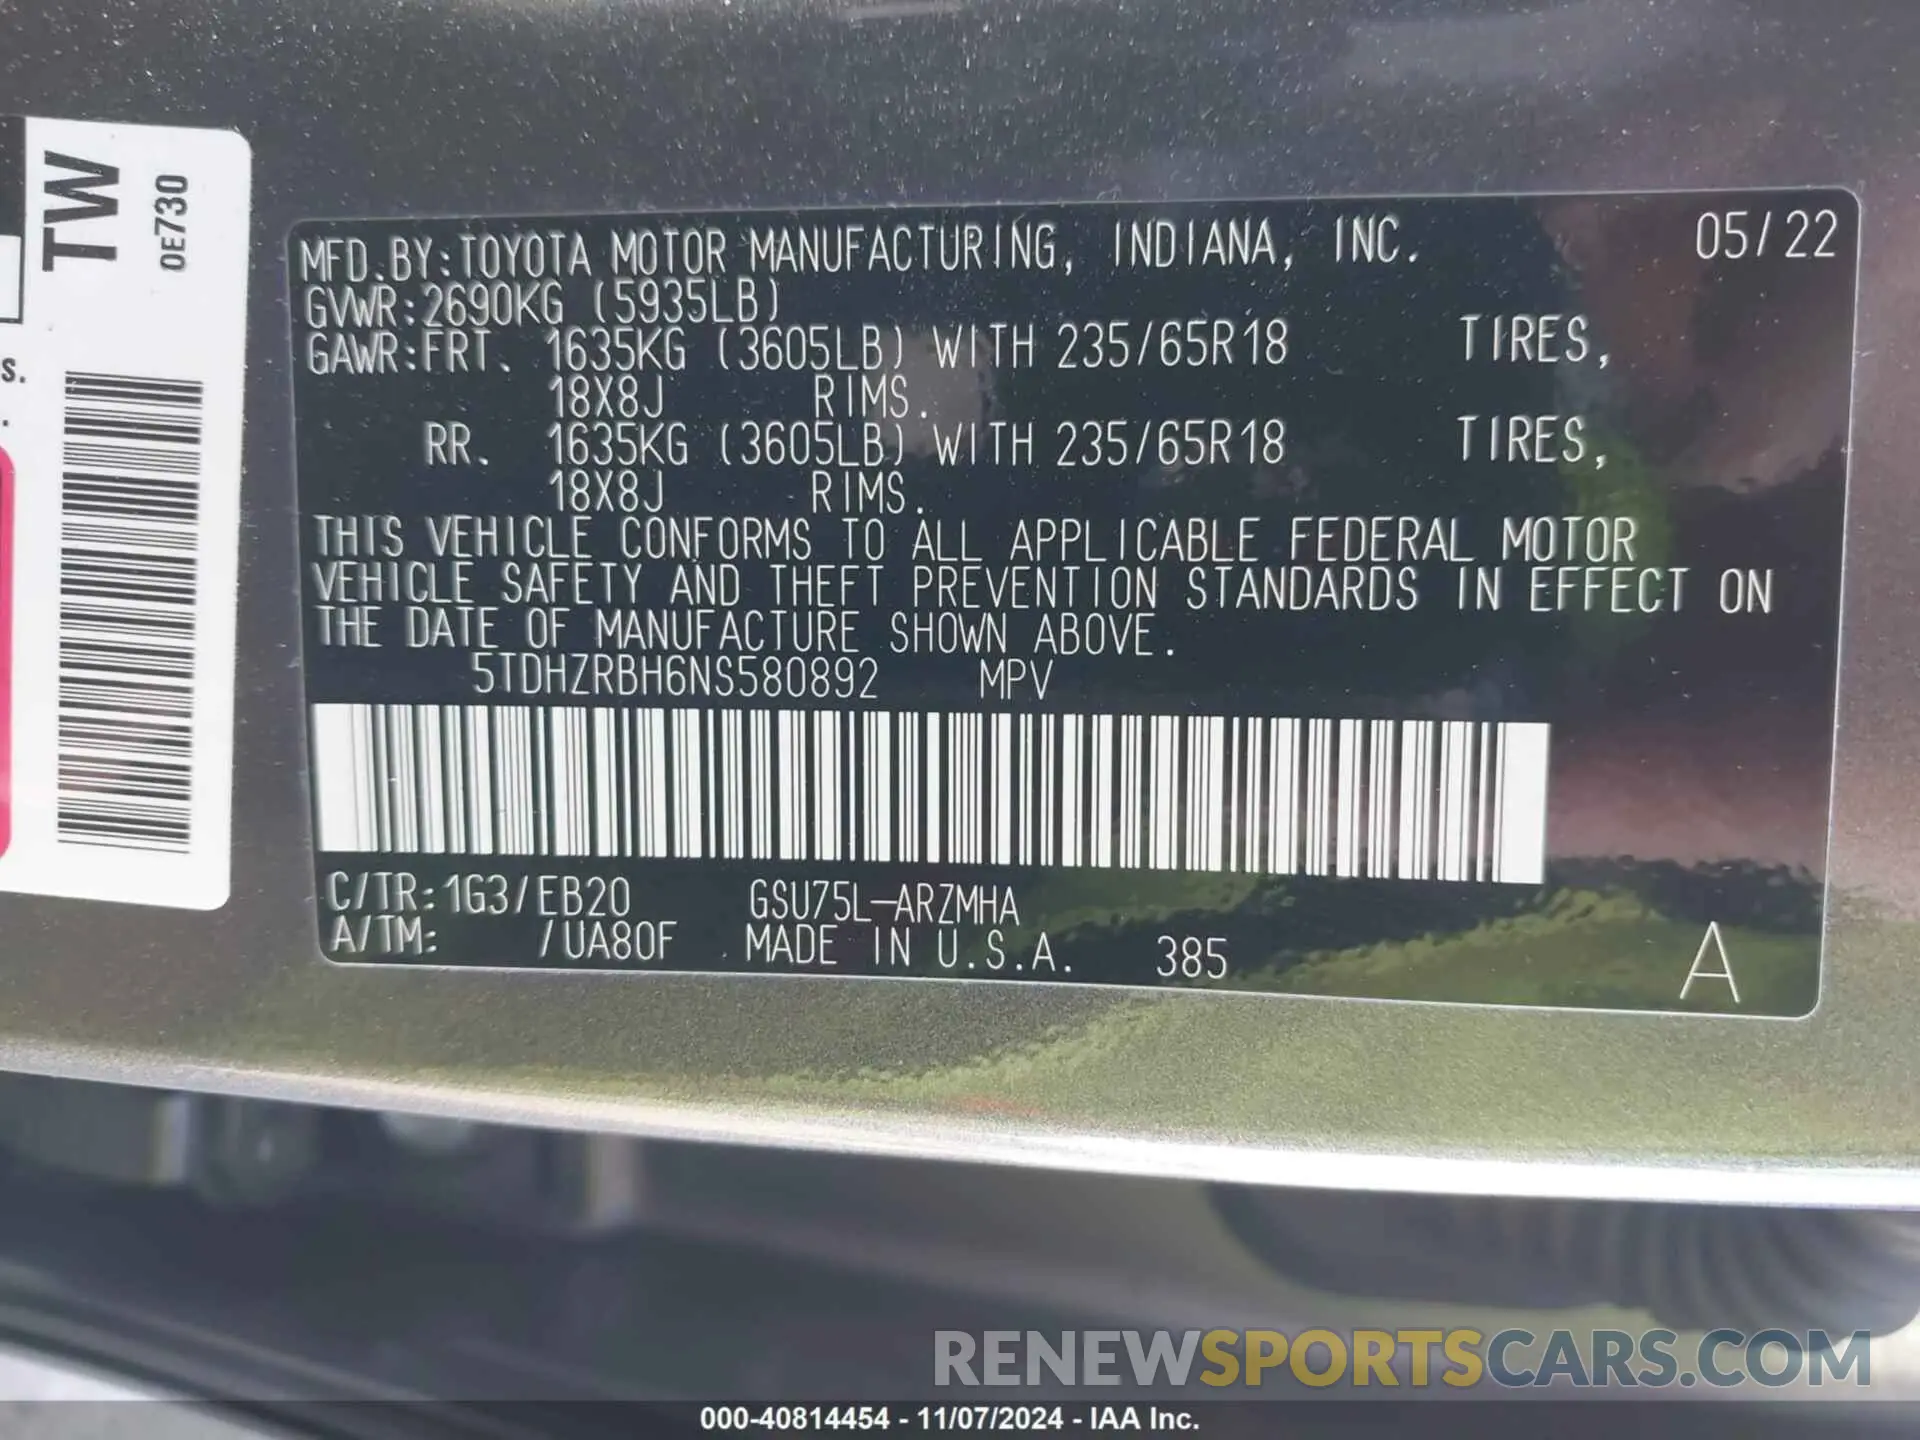 TW
0E730
S.
MFD.BY:TOYOTA MOTOR MANUFACTURING, INDIANA, INC. 05/22
GVWR:2690KG (5935LB)
GAWR:FRT. 1635KG (3605LB) WITH 235/65R18 TIRES,
18X8J RIMS.
RR. 1635KG (3605LB) WITH 235/65R18 TIRES,
18X8J RIMS.
THIS VEHICLE CONFORMS TO ALL APPLICABLE FEDERAL MOTOR
VEHICLE SAFETY AND THEFT PREVENTION STANDARDS IN EFFECT ON
THE DATE OF MANUFACTURE SHOWN ABOVE.
5TDHZRBH6NS580892 MPV
C/TR:1G3/EB20 GSU75L-ARZMHA
A/TM: /UA80F MADE IN U.S.A. 385 A
RENEWSPORTSCARS.COM
000-40814454 - 11/07/2024 - IAA Inc.